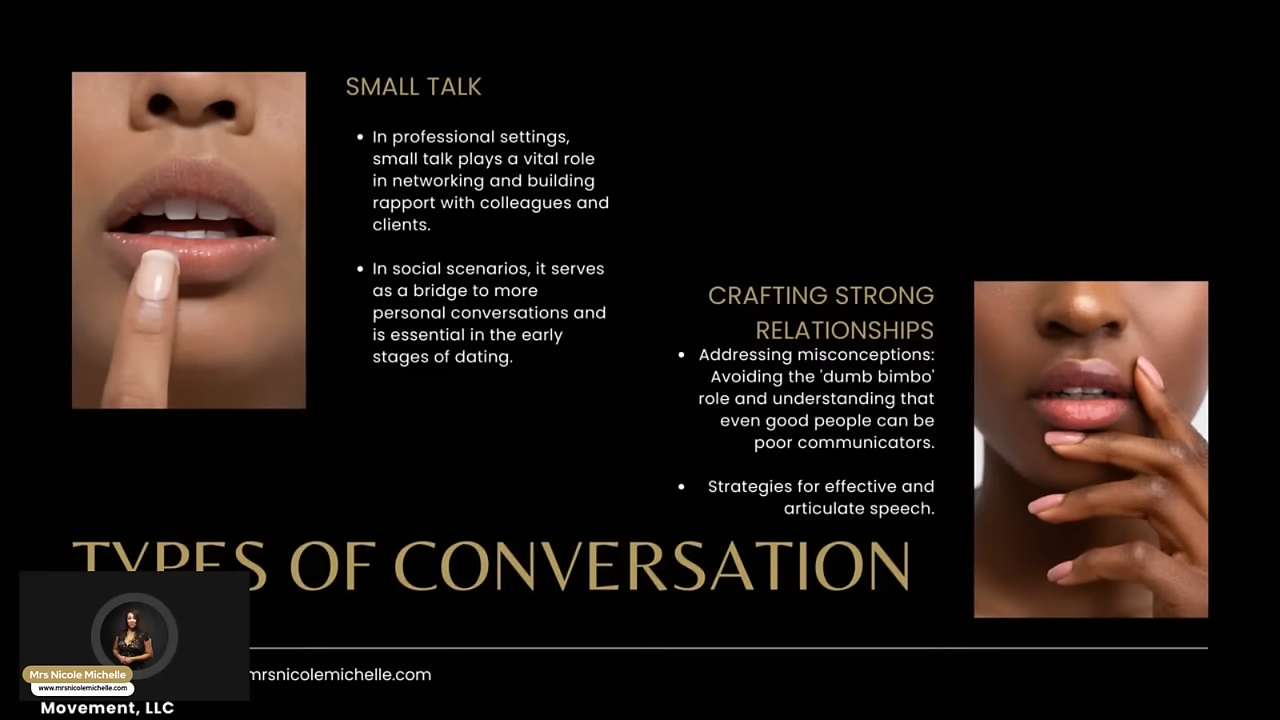 SMALL TALK
• In professional settings,
small talk plays a vital role
in networking and building
rapport with colleagues and
clients.
• In social scenarios, it serves
as a bridge to more
personal conversations and
is essential in the early
stages of dating.
CRAFTING STRONG
RELATIONSHIPS
• Addressing misconceptions:
Avoiding the 'dumb bimbo'
role and understanding that
even good people can be
poor communicators.
• Strategies for effective and
articulate speech.
TYPES OF CONVERSATION
Mrs Nicole Michelle
www.mrsnicolemichelle.com
mrsnicolemichelle.com
Movement, LLC